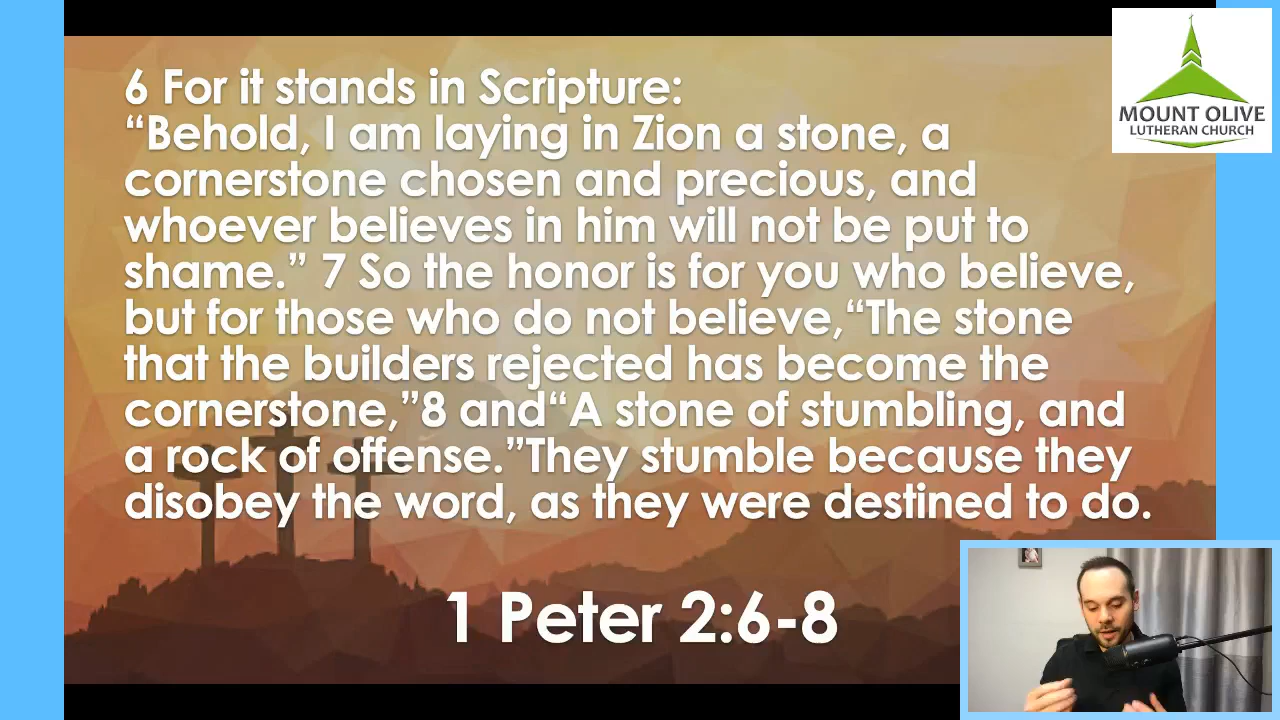 6 For it stands in Scripture:
“Behold, I am laying in Zion a stone, a
cornerstone chosen and precious, and
whoever believes in him will not be put to
shame.” 7 So the honor is for you who believe,
but for those who do not believe,“The stone
that the builders rejected has become the
cornerstone,”8 and“A stone of stumbling, and
a rock of offense.”They stumble because they
disobey the word, as they were destined to do.
1 Peter 2:6-8
MOUNT OLIVE
LUTHERAN CHURCH